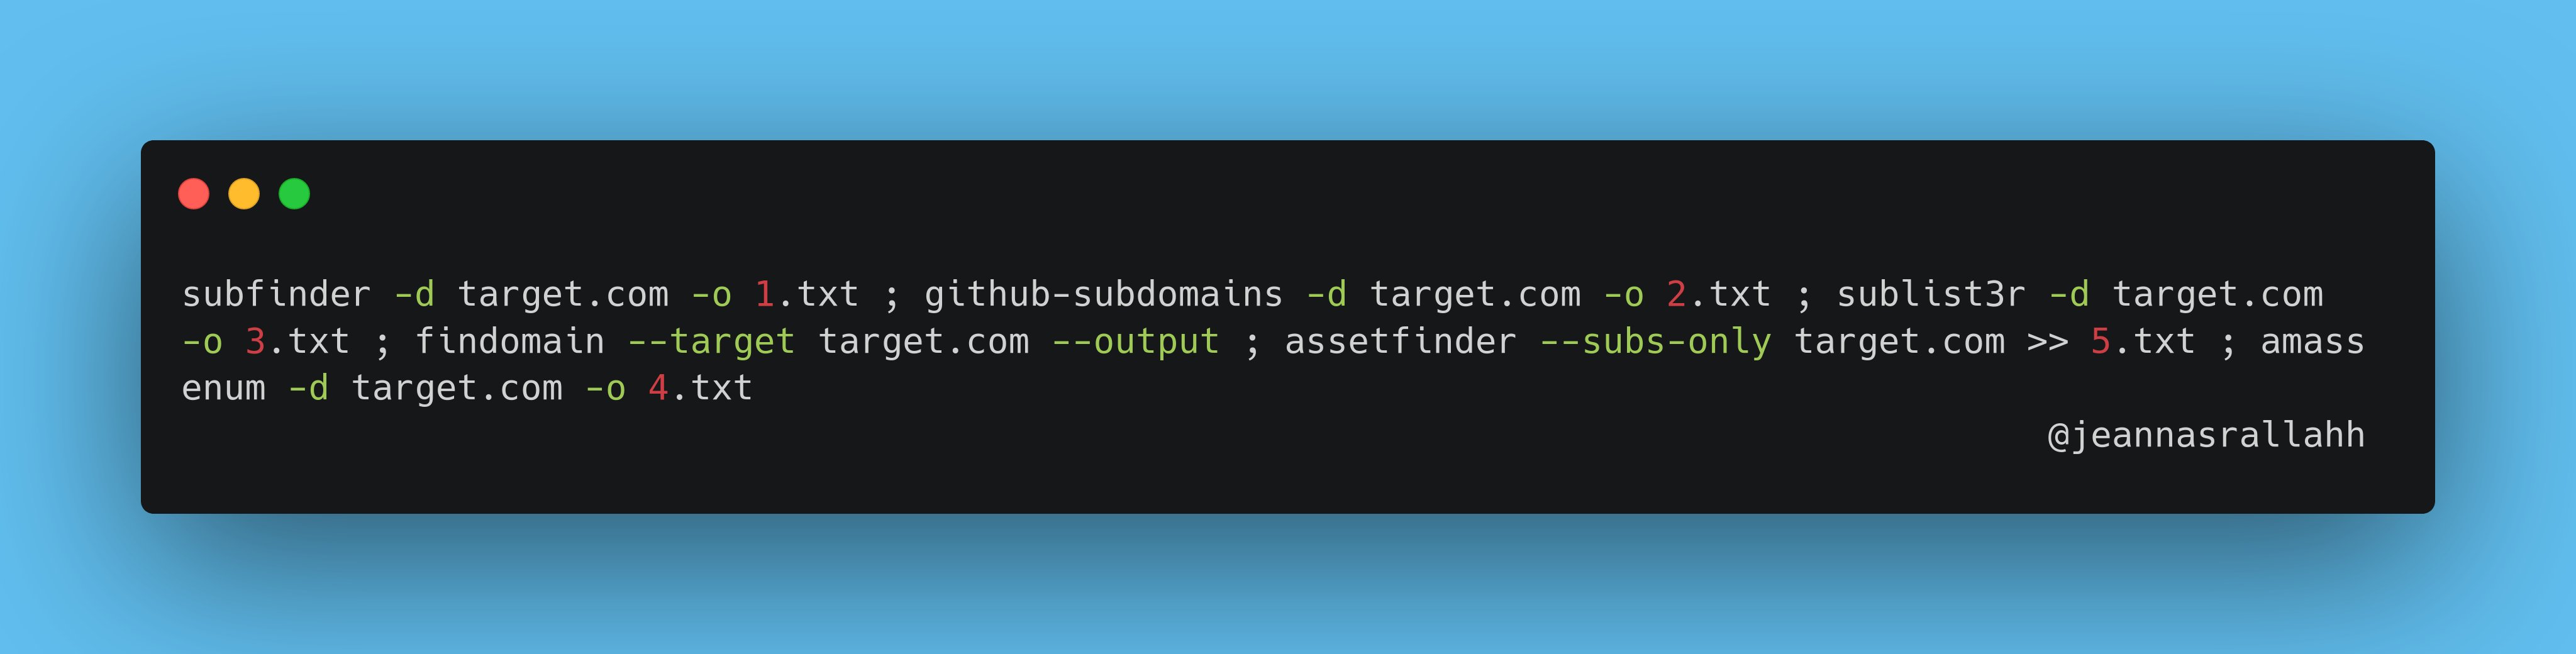 subfinder -d target.com -o 1.txt ; github-subdomains -d target.com -o 2.txt ; sublist3r -d target.com
-o 3.txt ; findomain --target target.com --output ; assetfinder --subs-only target.com >> 5.txt ; amass
enum -d target.com -o 4.txt
@jeannasrallahh